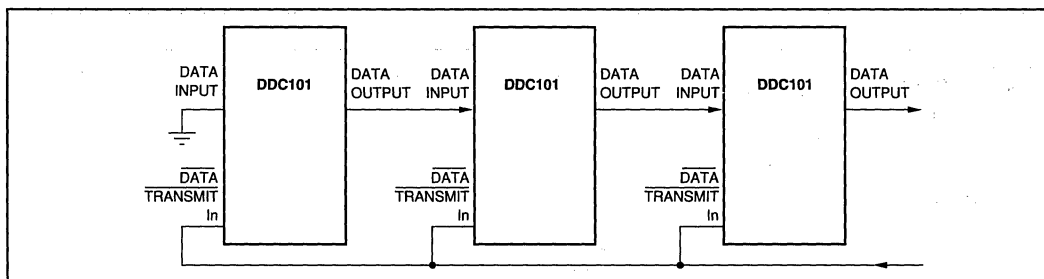 DATA
INPUT
DDC101
DATA
OUTPUT
DATA
INPUT
DDC101
DATA
OUTPUT
DATA
INPUT
DDC101
DATA
OUTPUT
DATA
TRANSMIT
In
DATA
TRANSMIT
In
DATA
TRANSMIT
In